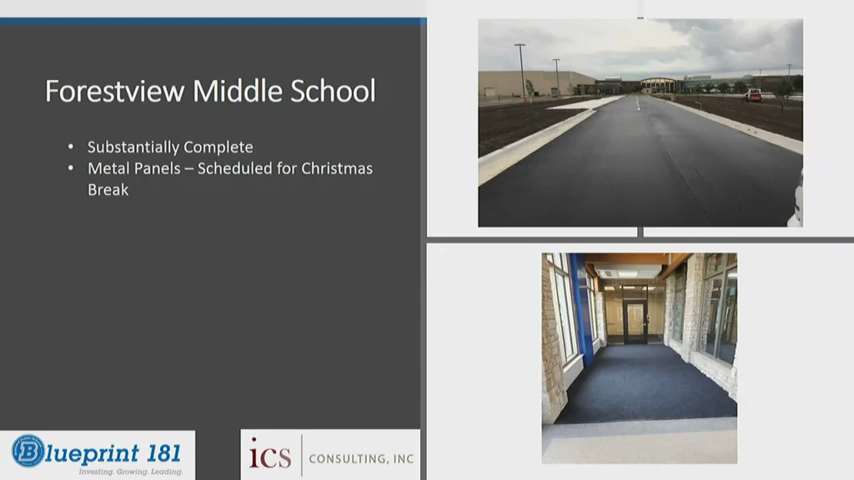 Forestview Middle School
• Substantially Complete
• Metal Panels – Scheduled for Christmas
Break
Blueprint 181
Investing. Growing. Leading.
ics CONSULTING, INC